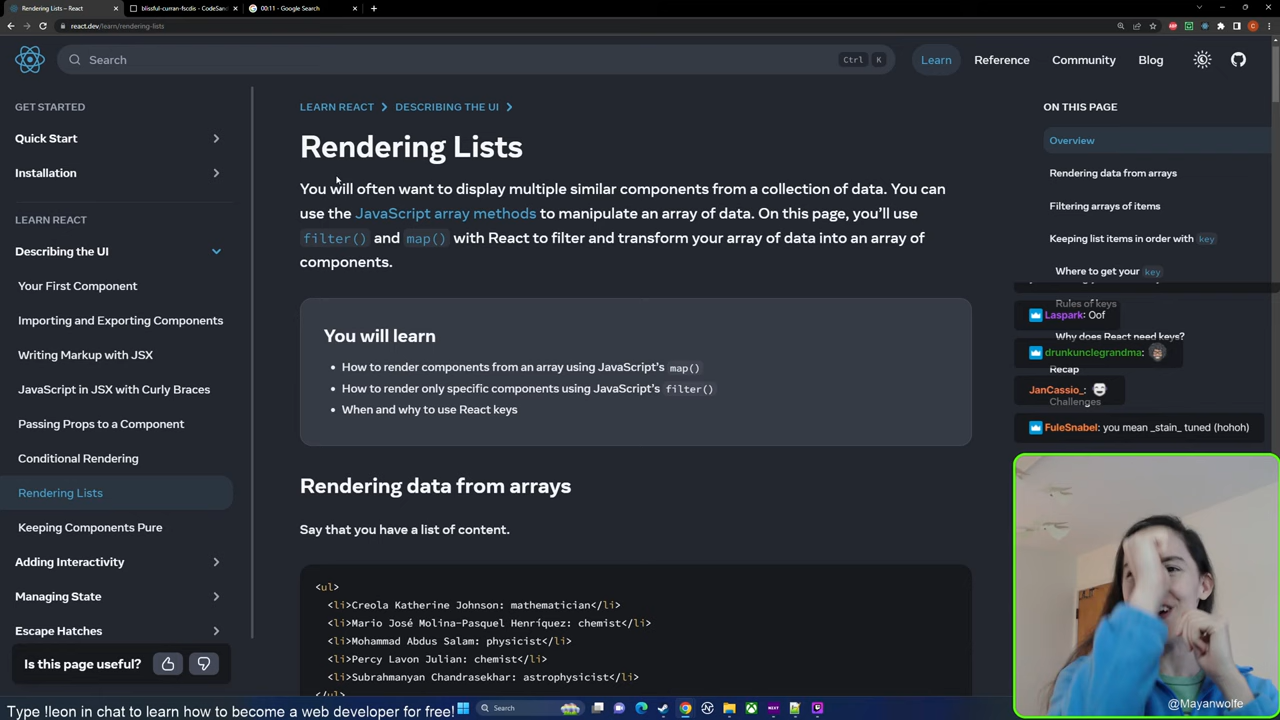 Rendering Lists – React
blissful-curran-fscdis - CodeSan
00:11 - Google Search
react.dev/learn/rendering-lists
Search
Ctrl K
Learn
Reference
Community
Blog
GET STARTED
Quick Start
Installation
LEARN REACT
Describing the UI
Your First Component
Importing and Exporting Components
Writing Markup with JSX
JavaScript in JSX with Curly Braces
Passing Props to a Component
Conditional Rendering
Rendering Lists
Keeping Components Pure
Adding Interactivity
Managing State
Escape Hatches
Is this page useful?
LEARN REACT > DESCRIBING THE UI >
Rendering Lists
You will often want to display multiple similar components from a collection of data. You can
use the JavaScript array methods to manipulate an array of data. On this page, you’ll use
filter() and map() with React to filter and transform your array of data into an array of
components.
You will learn
• How to render components from an array using JavaScript’s map()
• How to render only specific components using JavaScript’s filter()
• When and why to use React keys
Rendering data from arrays
Say that you have a list of content.
<ul>
<li>Creola Katherine Johnson: mathematician</li>
<li>Mario José Molina-Pasquel Henríquez: chemist</li>
<li>Mohammad Abdus Salam: physicist</li>
<li>Percy Lavon Julian: chemist</li>
<li>Subrahmanyan Chandrasekhar: astrophysicist</li>
</ul>
ON THIS PAGE
Overview
Rendering data from arrays
Filtering arrays of items
Keeping list items in order with key
Where to get your key
Rules of keys
Laspark: Oof
Why does React need keys?
drunkunclegrandma:
Recap
JanCassio_:
Challenges
FuleSnabel: you mean _stain_ tuned (hohoh)
@Mayanwolfe
Type !leon in chat to learn how to become a web developer for free!
Search